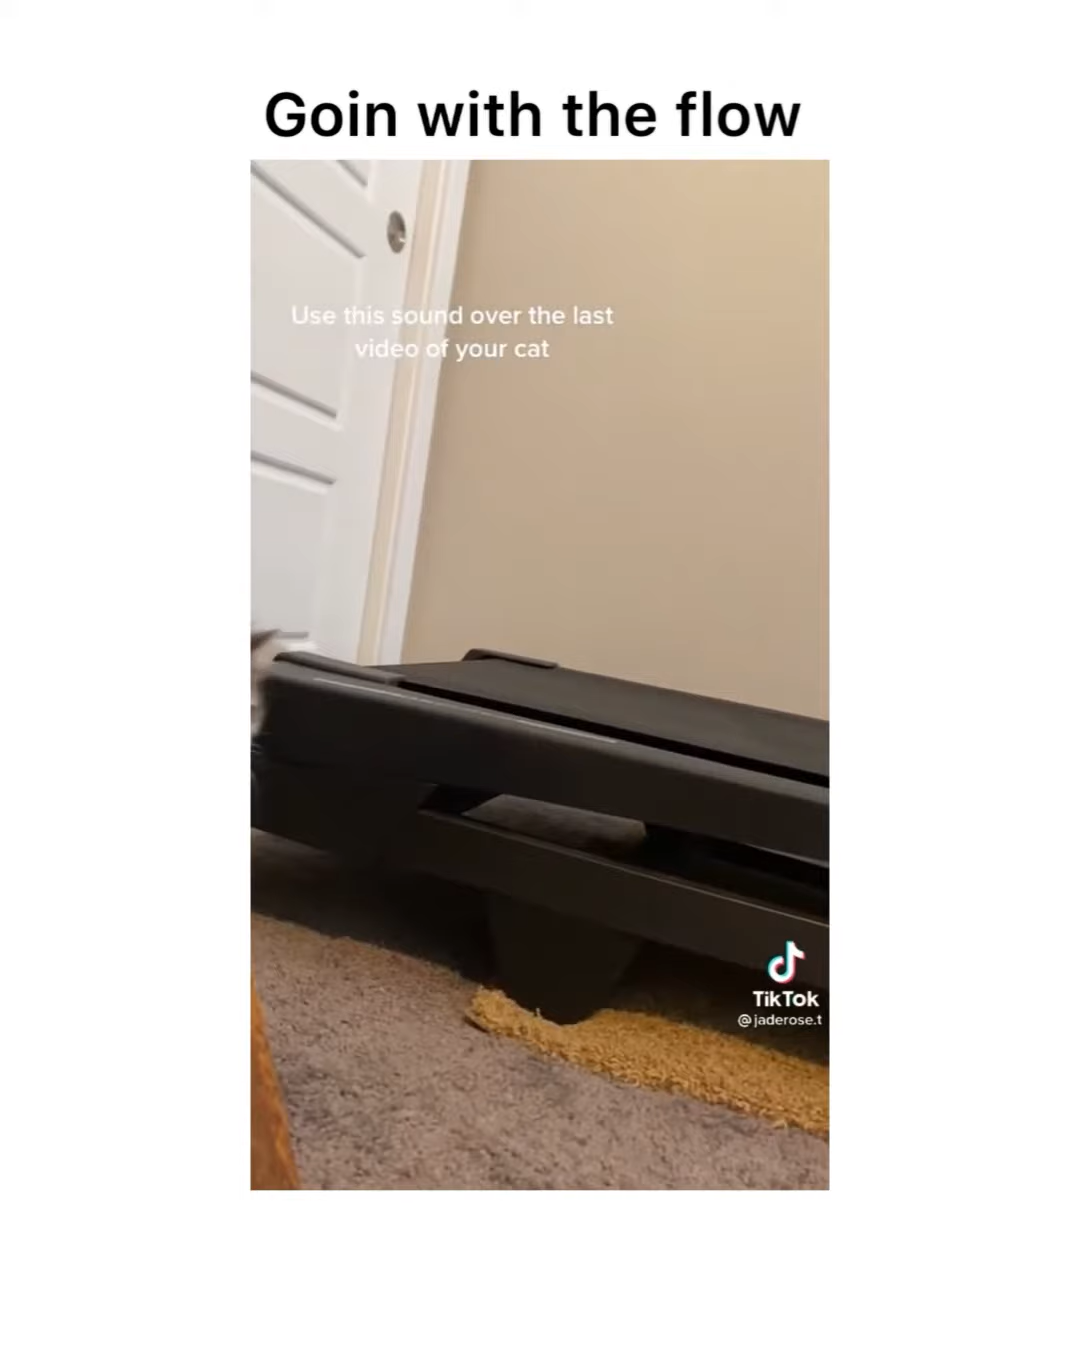 Goin with the flow
Use this sound over the last
video of your cat
TikTok
@jaderose.t